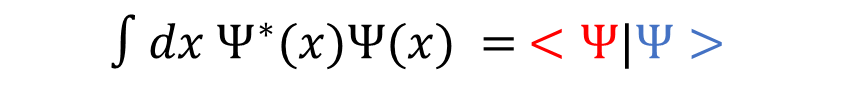 ∫ dx Ψ*(x)Ψ(x) = < Ψ|Ψ >